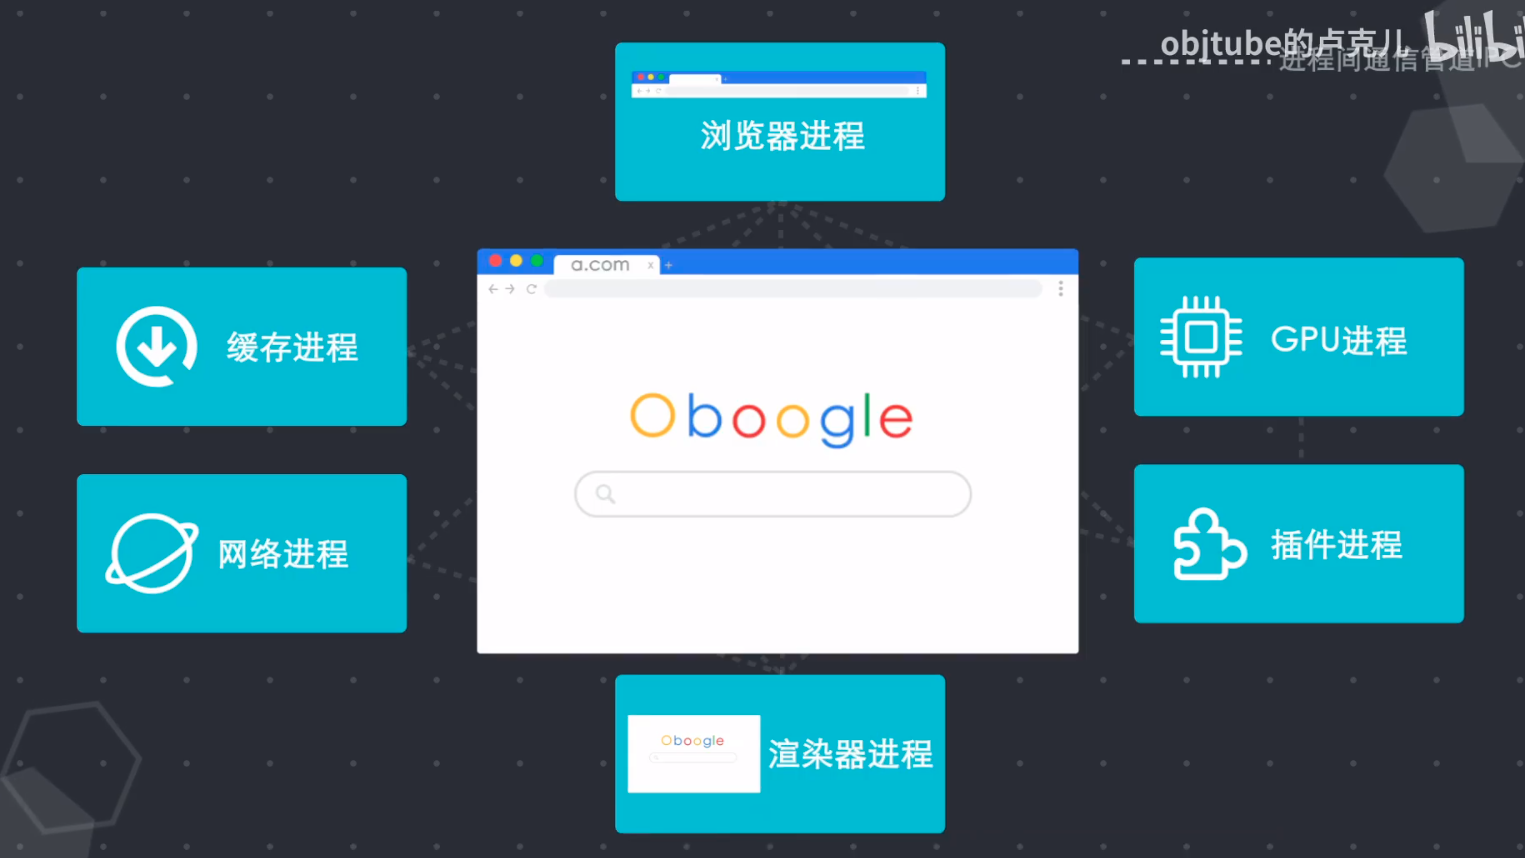 objtube的卢克儿 bilibi
进程间通信管道IPC
浏览器进程
a.com x +
缓存进程
GPU进程
Oboogle
网络进程
插件进程
Oboogle
渲染器进程